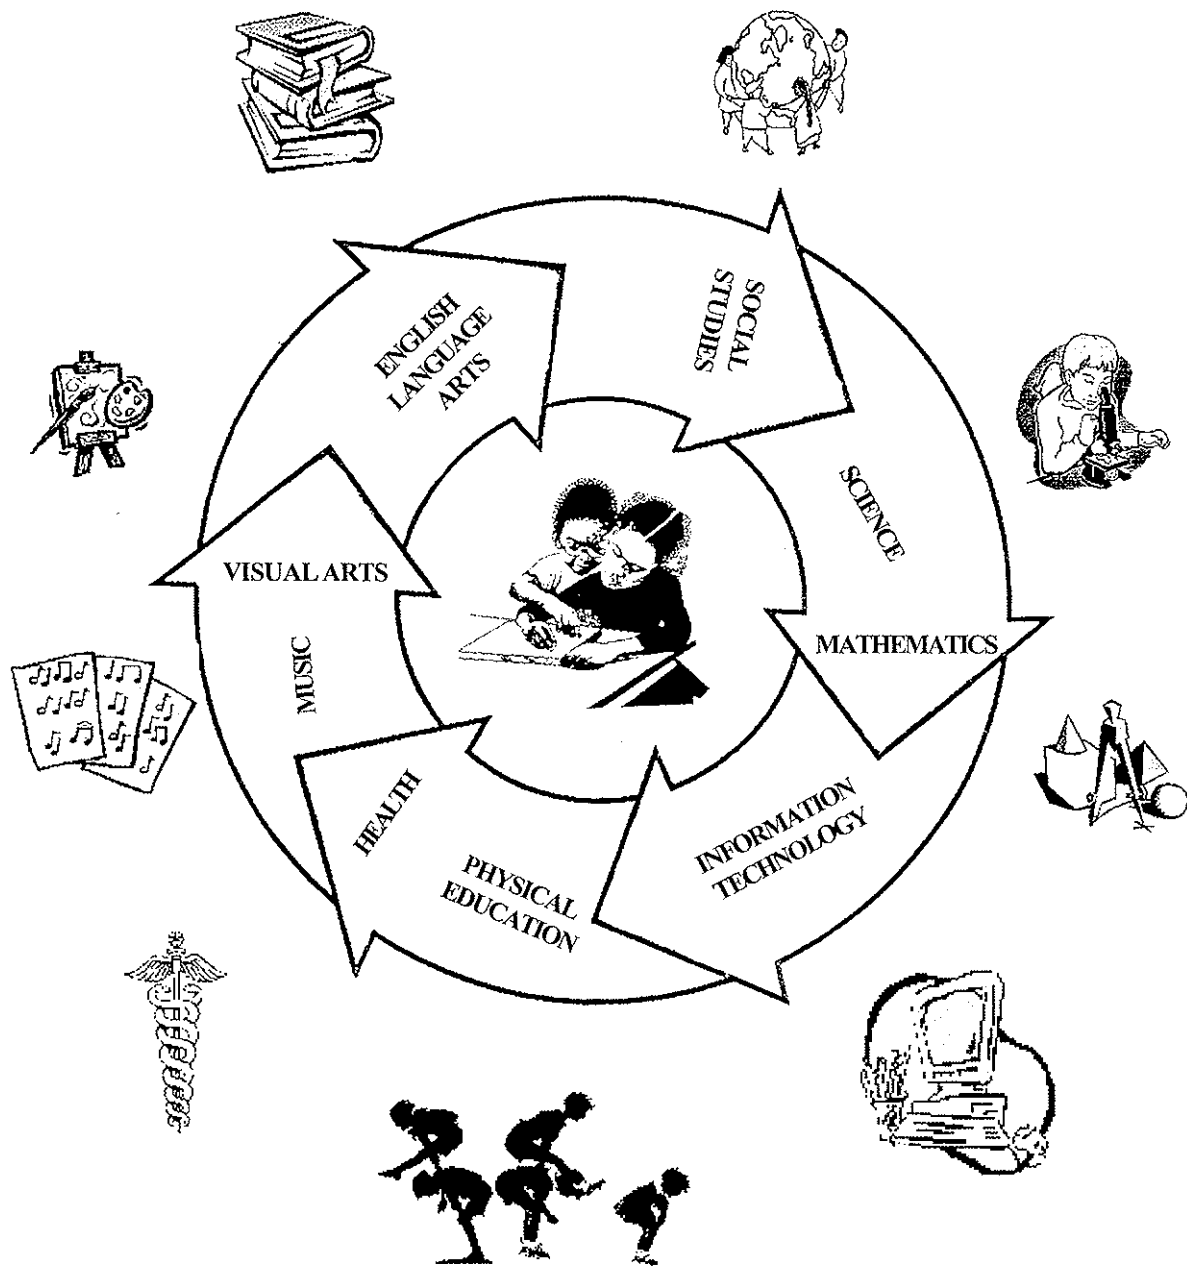 ENGLISH
LANGUAGE
ARTS
SOCIAL
STUDIES
SCIENCE
MATHEMATICS
INFORMATION
TECHNOLOGY
PHYSICAL
EDUCATION
HEALTH
MUSIC
VISUAL ARTS